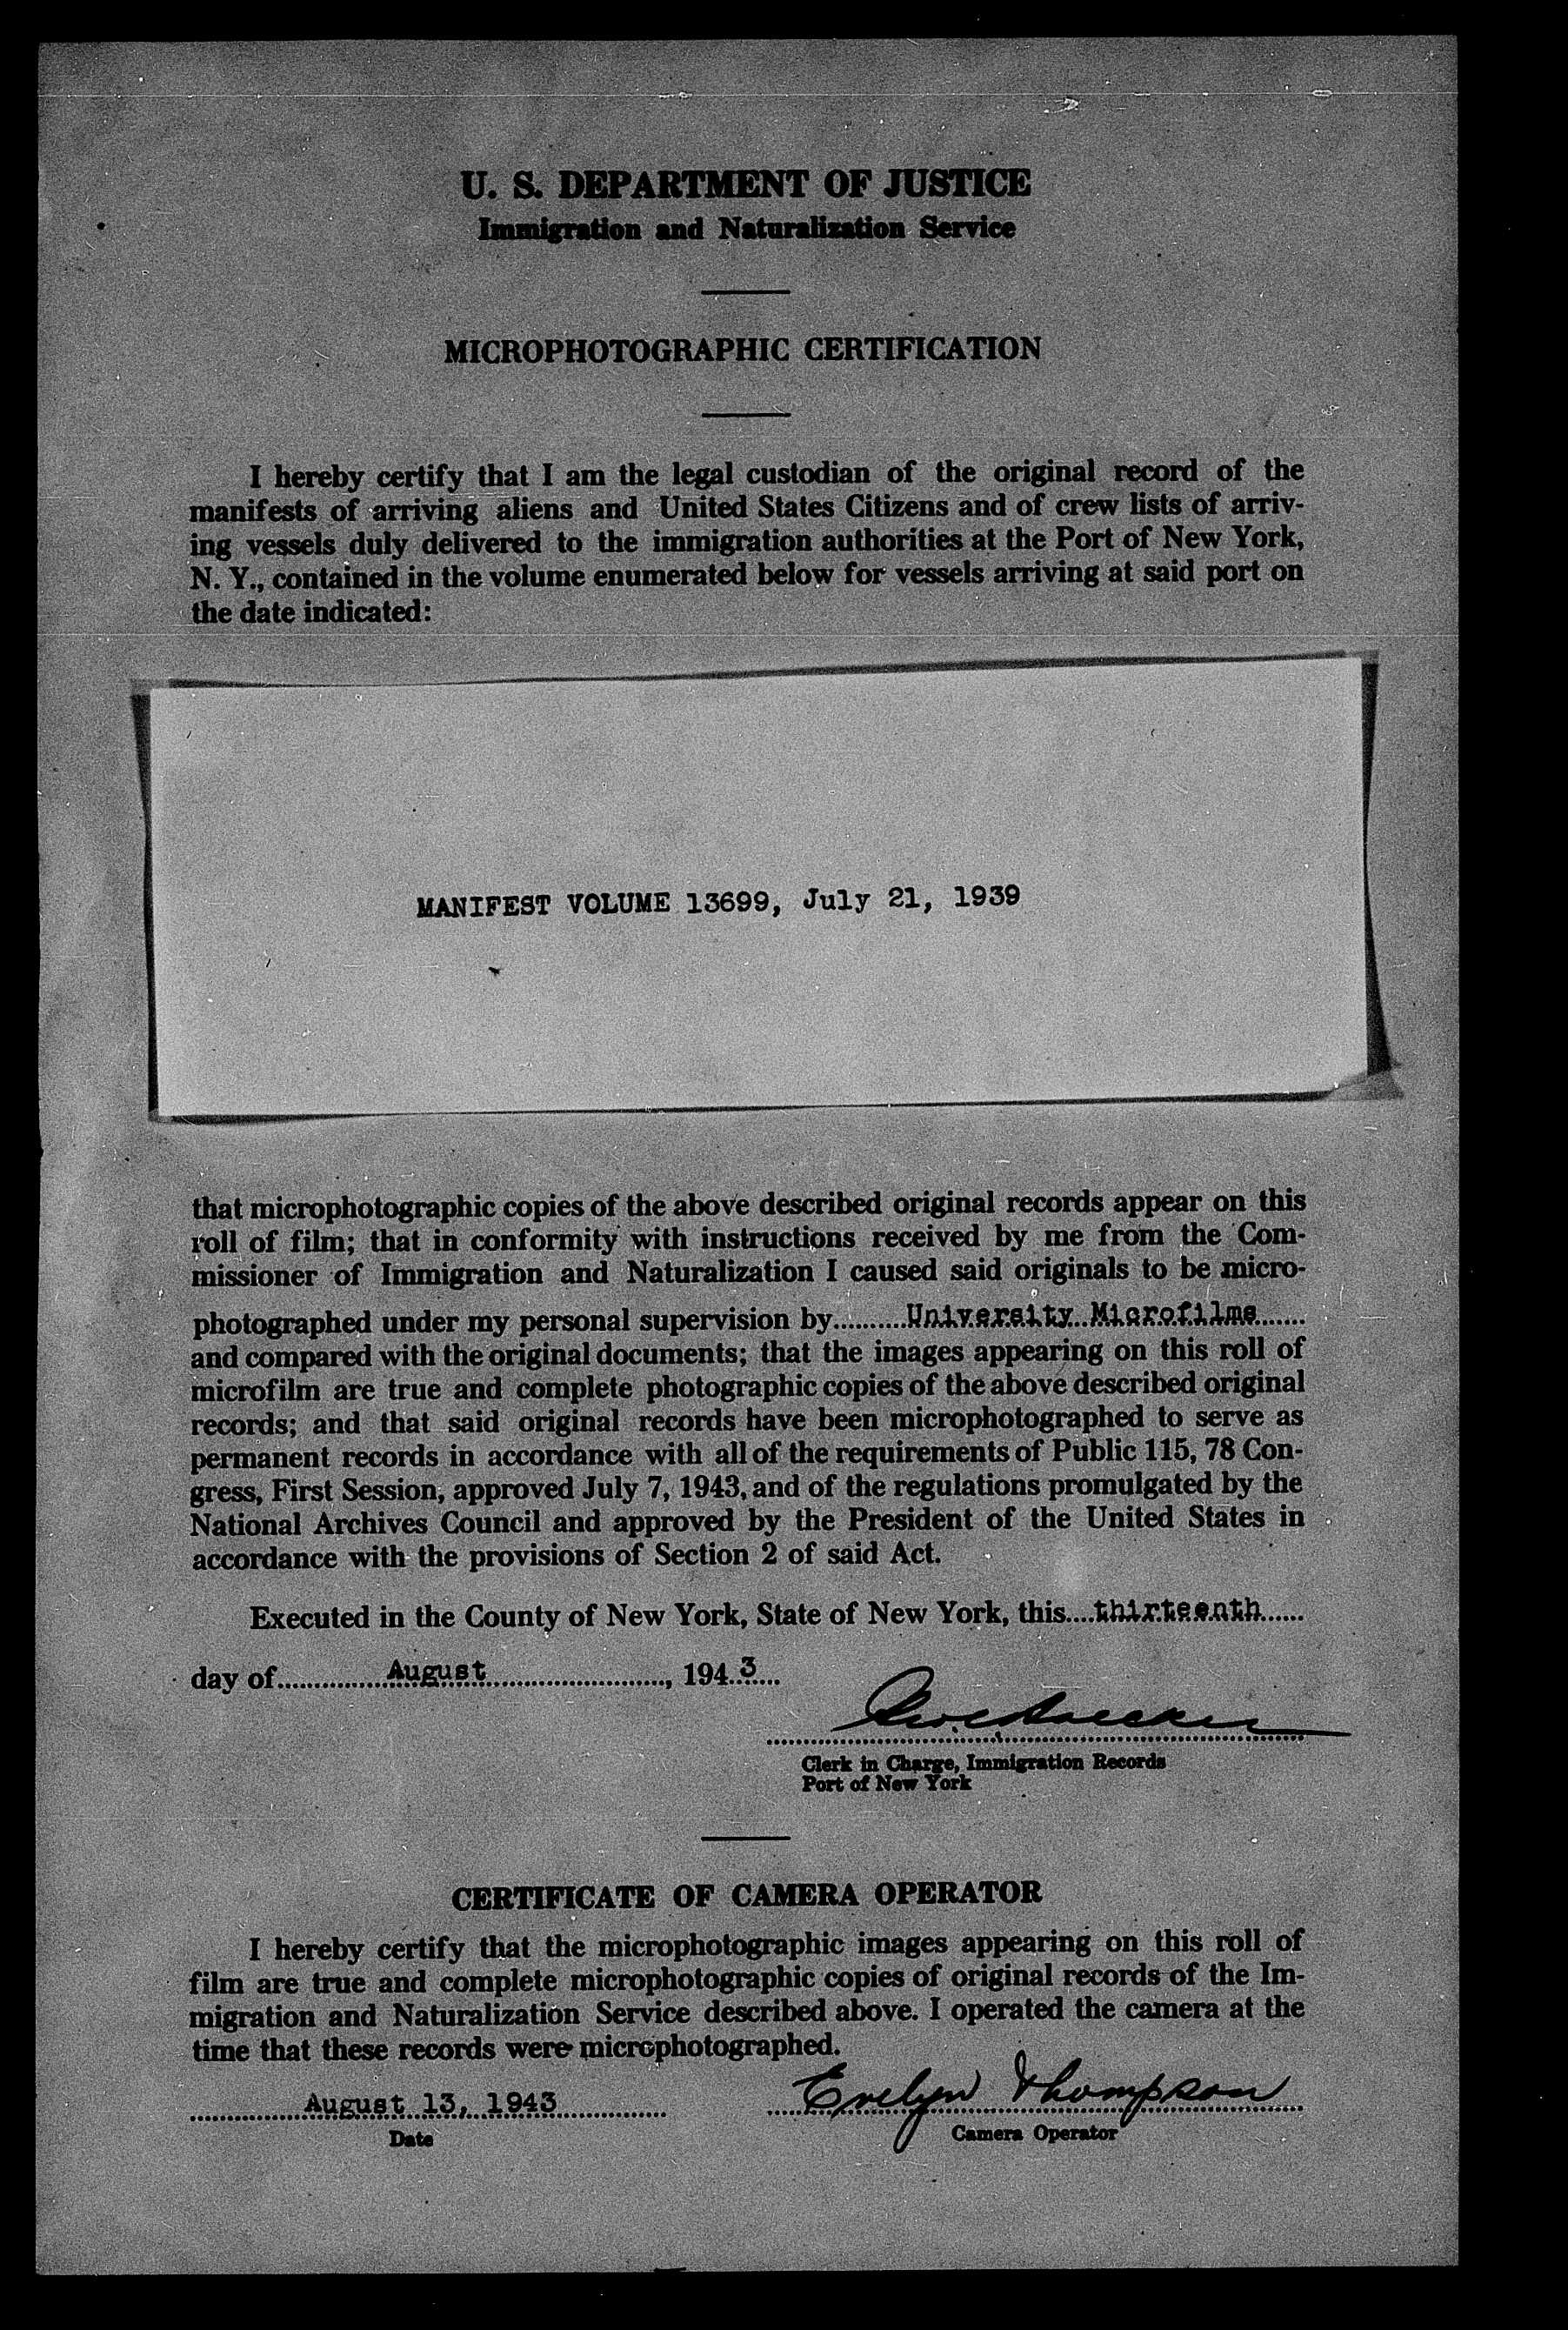 U. S. DEPARTMENT OF JUSTICE
Immigration and Naturalization Service
MICROPHOTOGRAPHIC CERTIFICATION
I hereby certify that I am the legal custodian of the original record of the
manifests of arriving aliens and United States Citizens and of crew lists of arriv-
ing vessels duly delivered to the immigration authorities at the Port of New York,
N. Y., contained in the volume enumerated below for vessels arriving at said port on
the date indicated:
MANIFEST VOLUME 13699, July 21, 1939
that microphotographic copies of the above described original records appear on this
roll of film; that in conformity with instructions received by me from the Com-
missioner of Immigration and Naturalization I caused said originals to be micro-
photographed under my personal supervision by University Microfilms
and compared with the original documents; that the images appearing on this roll of
microfilm are true and complete photographic copies of the above described original
records; and that said original records have been microphotographed to serve as
permanent records in accordance with all of the requirements of Public 115, 78 Con-
gress, First Session, approved July 7, 1943, and of the regulations promulgated by the
National Archives Council and approved by the President of the United States in
accordance with the provisions of Section 2 of said Act.
Executed in the County of New York, State of New York, this thirteenth
day of August, 1943
Clerk in Charge, Immigration Records
Port of New York
CERTIFICATE OF CAMERA OPERATOR
I hereby certify that the microphotographic images appearing on this roll of
film are true and complete microphotographic copies of original records of the Im-
migration and Naturalization Service described above. I operated the camera at the
time that these records were microphotographed.
August 13, 1943 Evelyn Thompson
Date Camera Operator